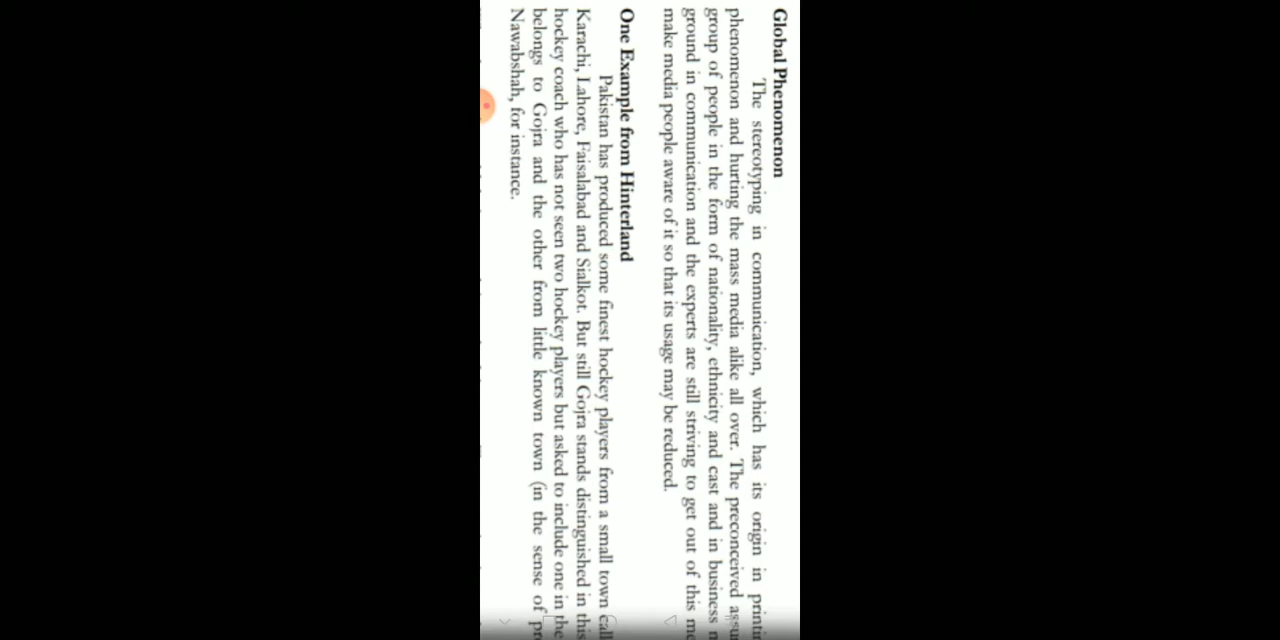 Global Phenomenon
The stereotyping in communication, which has its origin in
phenomenon and hurting the mass media alike all over. The preconceived
group of people in the form of nationality, ethnicity and cast and in business
ground in communication and the experts are still striving to get out of this
make media people aware of it so that its usage may be reduced.
One Example from Hinterland
Pakistan has produced some finest hockey players from a small town
Karachi, Lahore, Faisalabad and Sialkot. But still Gojra stands distinguished in this
hockey coach who has not seen two hockey players but asked to include one in the
belongs to Gojra and the other from little known town (in the sense of
Nawabshah, for instance.